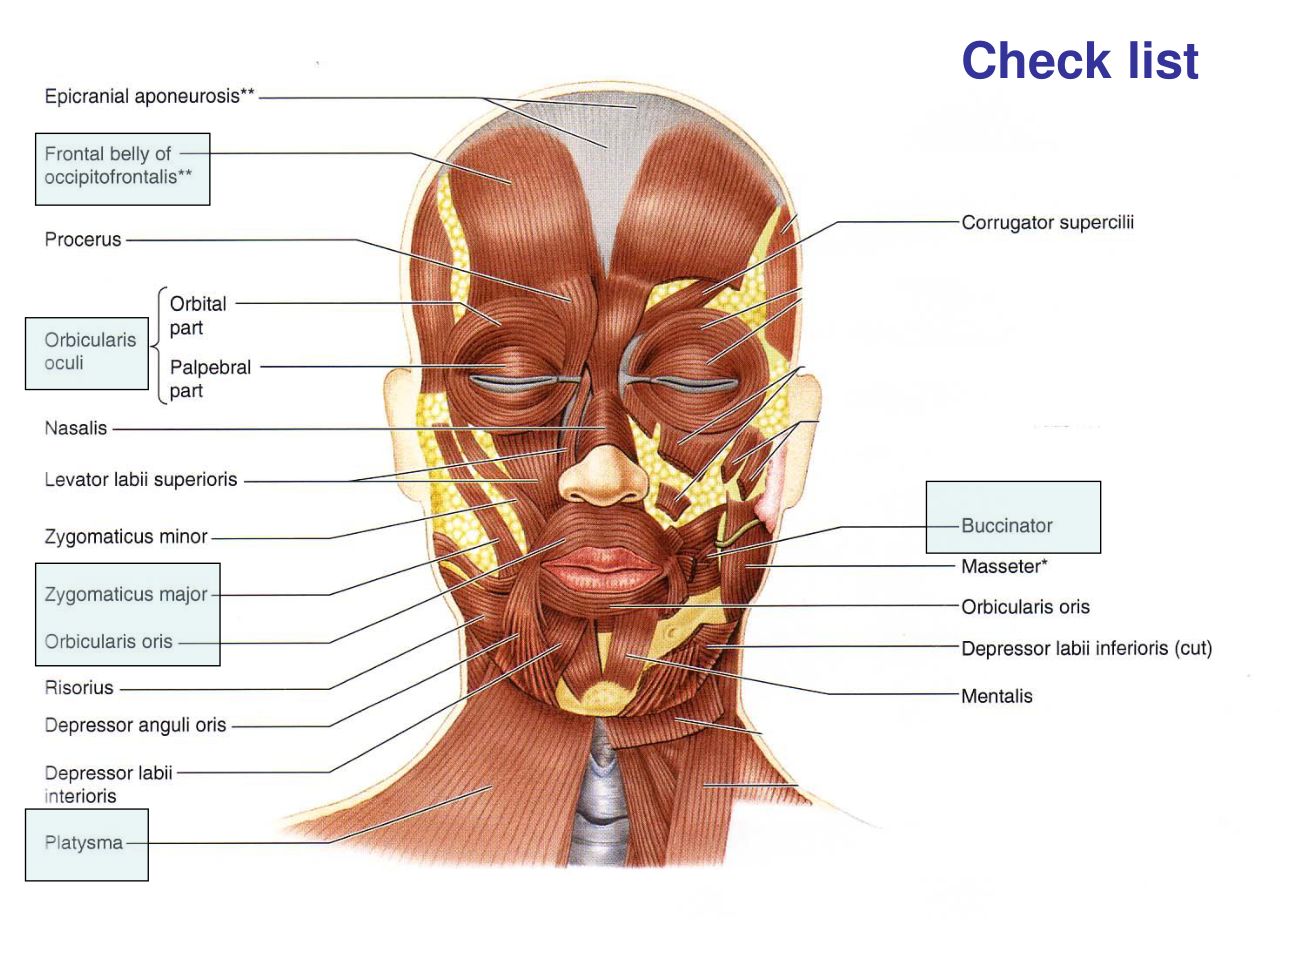 Check list
Epicranial aponeurosis**
Frontal belly of
occipitofrontalis**
Procerus
Orbital
part
Orbicularis
oculi
Palpebral
part
Nasalis
Levator labii superioris
Zygomaticus minor
Zygomaticus major
Orbicularis oris
Risorius
Depressor anguli oris
Depressor labii
interioris
Platysma
Corrugator supercilii
Buccinator
Masseter*
Orbicularis oris
Depressor labii inferioris (cut)
Mentalis